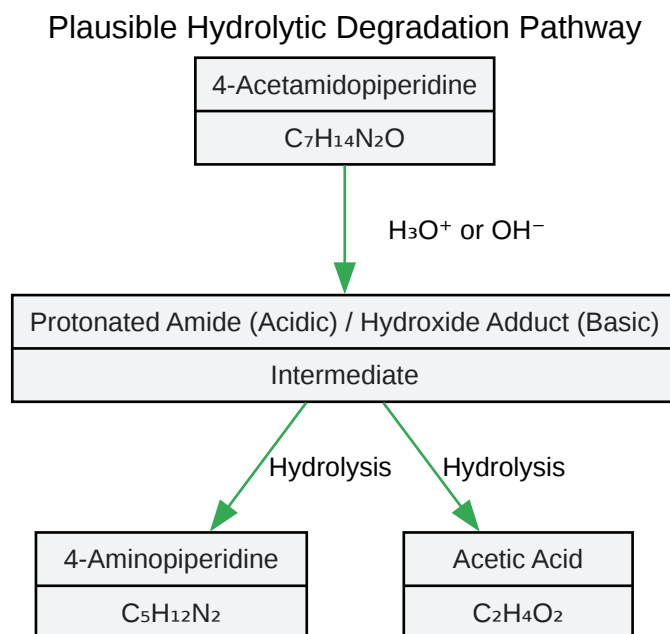 Plausible Hydrolytic Degradation Pathway
4-Acetamidopiperidine
C₇H₁₄N₂O
H₃O⁺ or OH⁻
Protonated Amide (Acidic) / Hydroxide Adduct (Basic)
Intermediate
Hydrolysis
Hydrolysis
4-Aminopiperidine
Acetic Acid
C₅H₁₂N₂
C₂H₄O₂